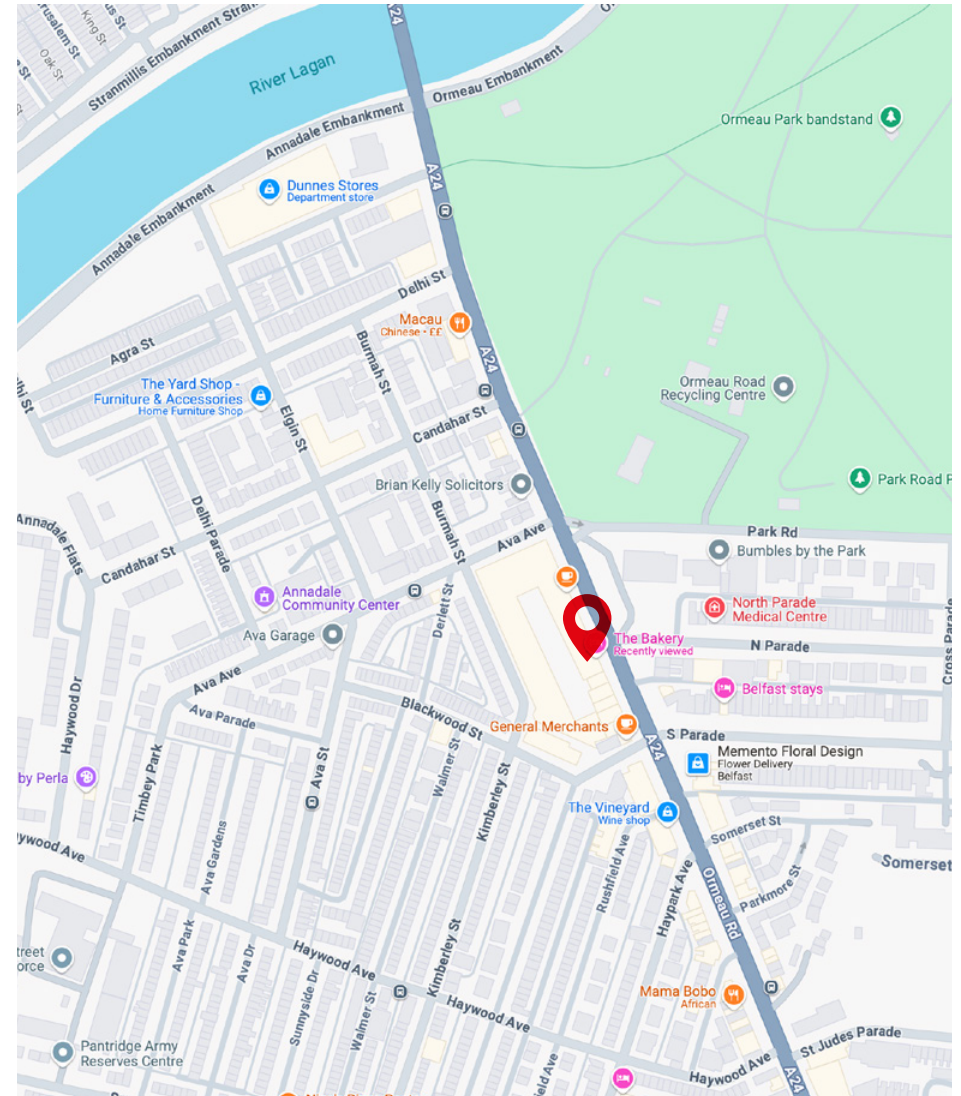 King St
Oak St
Stranmillis Embankment
River Lagan
A24
Ormeau Embankment
Annadale Embankment
Annadale Embankment
Ormeau Park bandstand
A24
Dunnes Stores
Department store
Delhi St
Macau
Chinese - ££
A24
Agra St
Burmah St
The Yard Shop -
Furniture & Accessories
Home Furniture Shop
Ormeau Road
Recycling Centre
Elgin St
Candahar St
Brian Kelly Solicitors
Park Road
Delhi Parade
Burmah St
Annadale Flats
Ava Ave
Park Rd
Bumbles by the Park
Candahar St
Annadale
Community Center
Derlett St
North Parade
Medical Centre
Ava Garage
The Bakery
Recently viewed
N Parade
Cross Parade
Ava Ave
Belfast stays
Haywood Dr
Ava Parade
Blackwood St
General Merchants
A24
S Parade
Ava St
Walmer St
Memento Floral Design
Flower Delivery
Belfast
by Perla
Timbey Park
Kimberley St
The Vineyard
Wine shop
Somerset St
Haywood Ave
Ava Gardens
Rushfield Ave
Haypark Ave
Ormeau Rd
Parkmore St
Somerset
Ava Park
Ava Dr
Haywood Ave
Kimberley St
Sunnyside Dr
Walmer St
Haywood Ave
Mama Bobo
African
Pantridge Army
Reserves Centre
St Judes Parade
Haywood Ave
A24